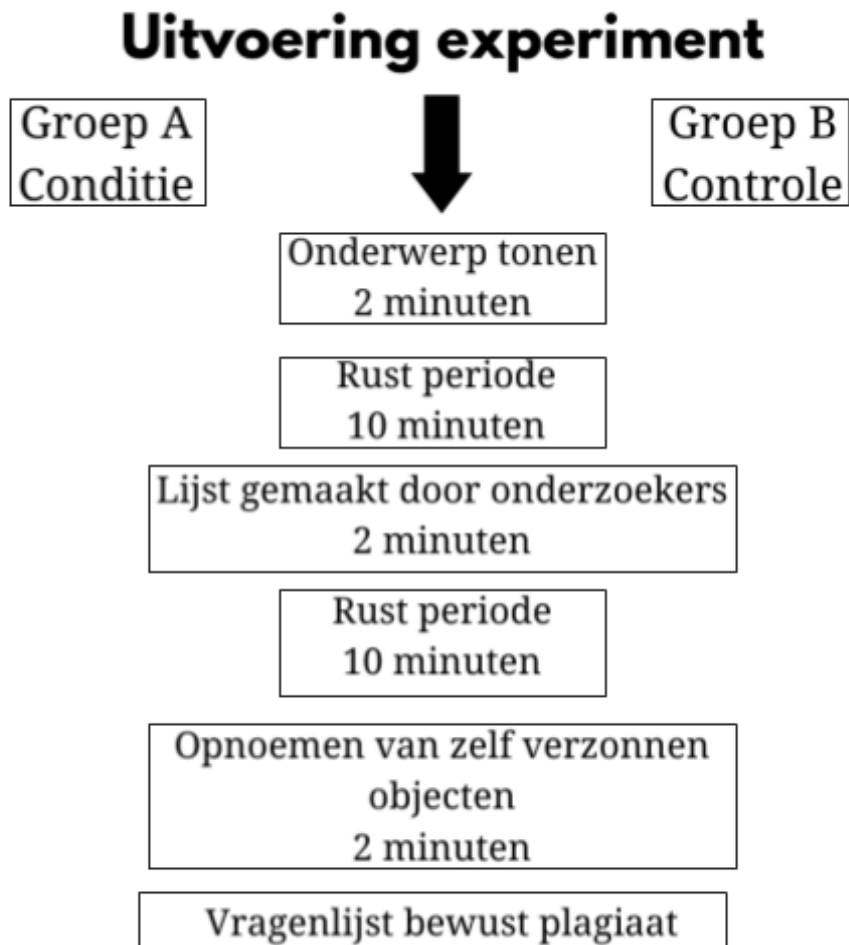 Uitvoering experiment
Groep A
Conditie
Groep B
Controle
Onderwerp tonen
2 minuten
Rust periode
10 minuten
Lijst gemaakt door onderzoekers
2 minuten
Rust periode
10 minuten
Opnoemen van zelf verzonnen
objecten
2 minuten
Vragenlijst bewust plagiaat